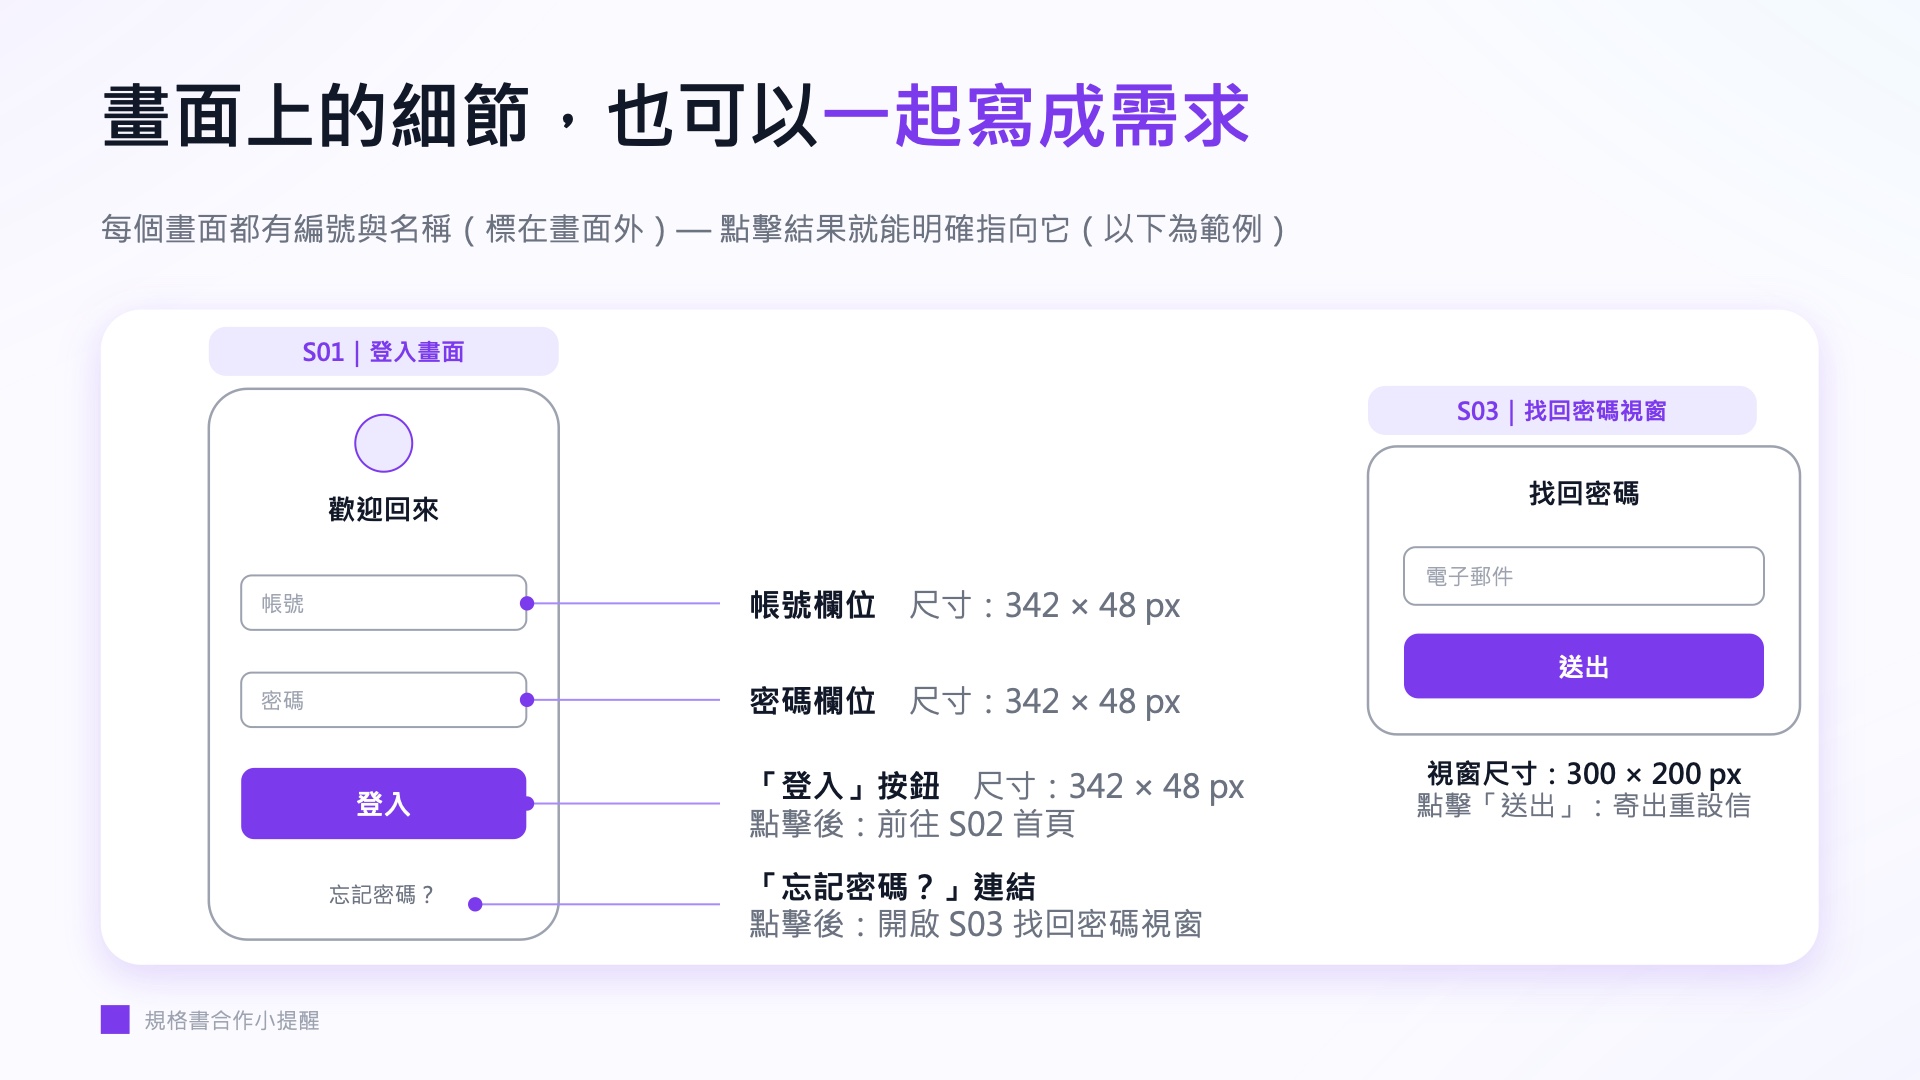 畫面上的細節，也可以一起寫成需求
每個畫面都有編號與名稱（標在畫面外）— 點擊結果就能明確指向它（以下為範例）
S01｜登入畫面
歡迎回來
帳號
密碼
登入
忘記密碼？
帳號欄位　尺寸：342 × 48 px
密碼欄位　尺寸：342 × 48 px
「登入」按鈕　尺寸：342 × 48 px
點擊後：前往 S02 首頁
「忘記密碼？」連結
點擊後：開啟 S03 找回密碼視窗
S03｜找回密碼視窗
找回密碼
電子郵件
送出
視窗尺寸：300 × 200 px
點擊「送出」：寄出重設信
規格書合作小提醒